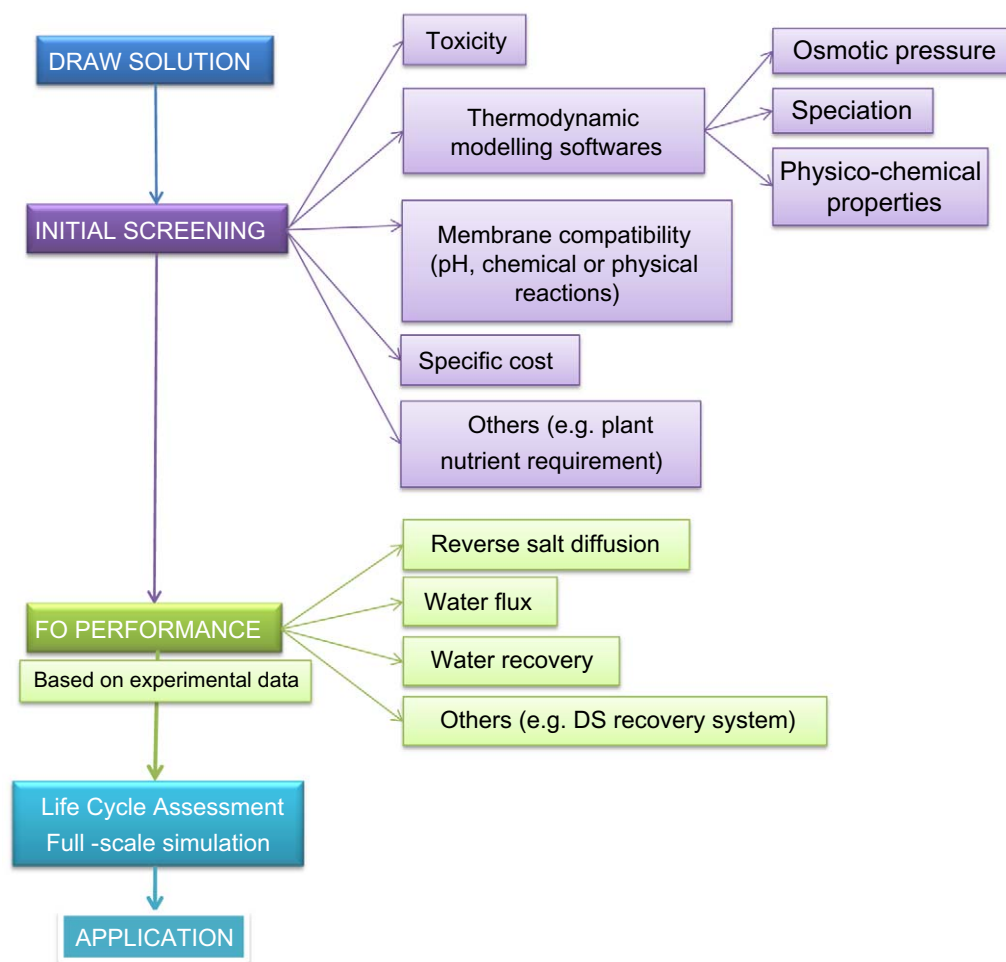 DRAW SOLUTION
Toxicity
Osmotic pressure
Thermodynamic
modelling softwares
Speciation
Physico-chemical
properties
INITIAL SCREENING
Membrane compatibility
(pH, chemical or physical
reactions)
Specific cost
Others (e.g. plant
nutrient requirement)
FO PERFORMANCE
Based on experimental data
Reverse salt diffusion
Water flux
Water recovery
Others (e.g. DS recovery system)
Life Cycle Assessment
Full -scale simulation
APPLICATION